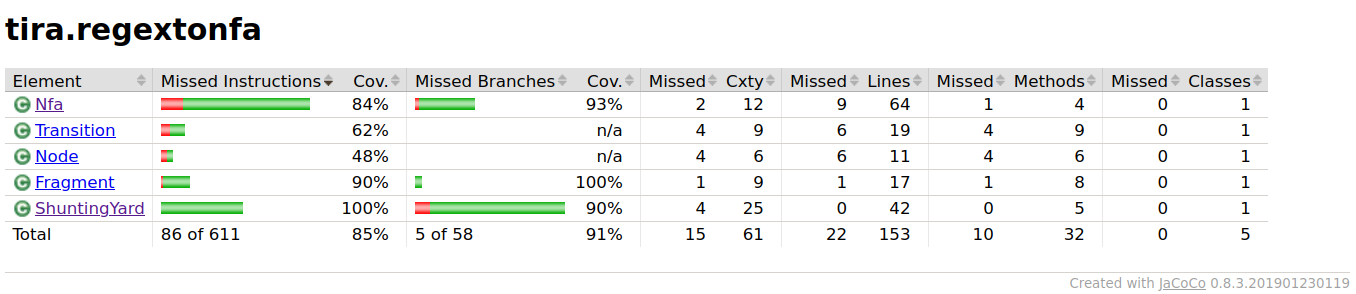 tira.regextonfa
Element Missed Instructions Cov. Missed Branches Cov. Missed Cxty Missed Lines Missed Methods Missed Classes
C Nfa 84% 93% 2 12 9 64 1 4 0 1
C Transition 62% n/a 4 9 6 19 4 9 0 1
C Node 48% n/a 4 6 6 11 4 6 0 1
C Fragment 90% 100% 1 9 1 17 1 8 0 1
C ShuntingYard 100% 90% 4 25 0 42 0 5 0 1
Total 86 of 611 85% 5 of 58 91% 15 61 22 153 10 32 0 5
Created with JaCoCo 0.8.3.201901230119